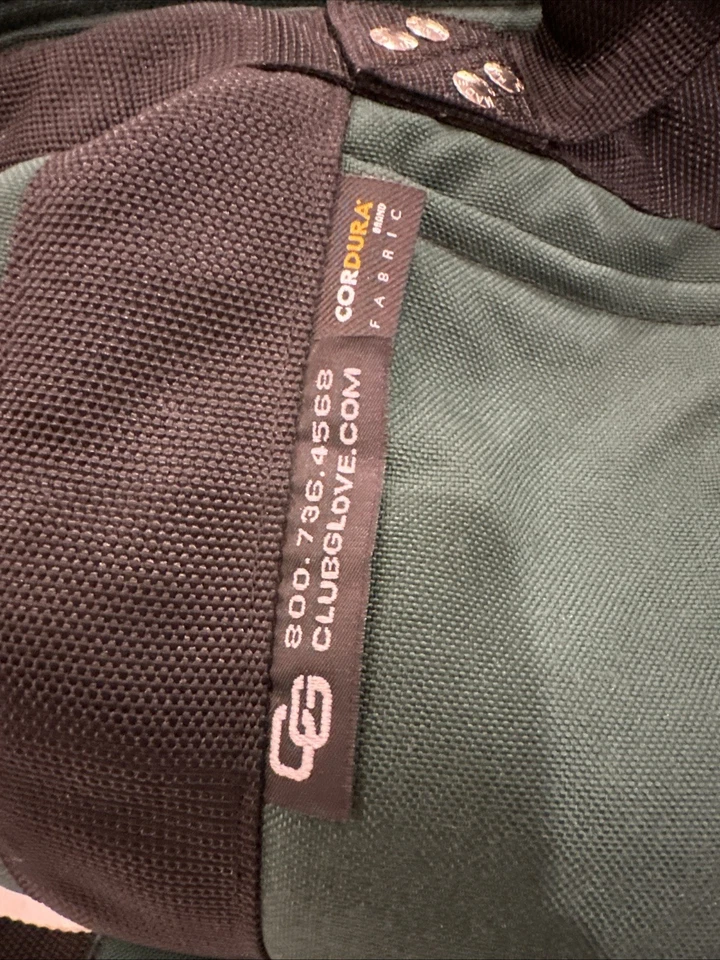 CORDURA
BRAND
FABRIC
800.736.4568
CLUBGLOVE.COM
CG